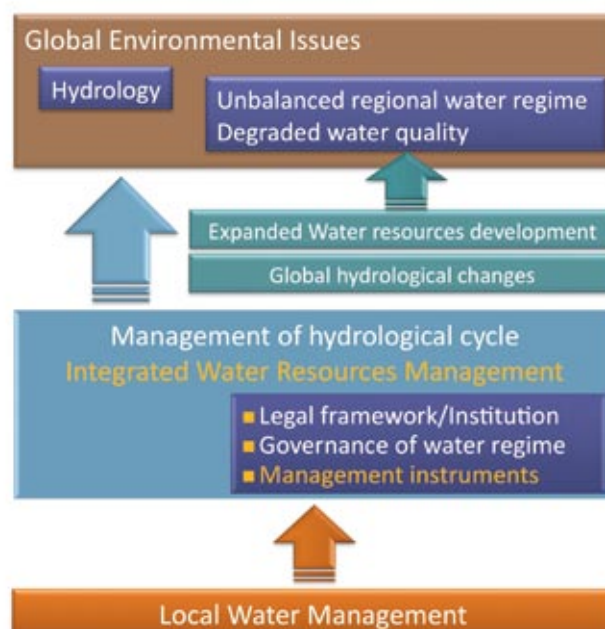 Global Environmental Issues
Hydrology
Unbalanced regional water regime
Degraded water quality
Expanded Water resources development
Global hydrological changes
Management of hydrological cycle
Integrated Water Resources Management
■ Legal framework/Institution
■ Governance of water regime
■ Management instruments
Local Water Management